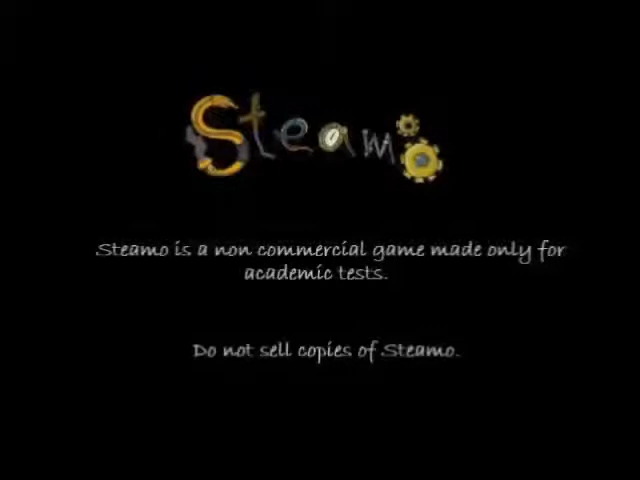 Steamo
Steamo is a non commercial game made only for
academic tests.
Do not sell copies of Steamo.